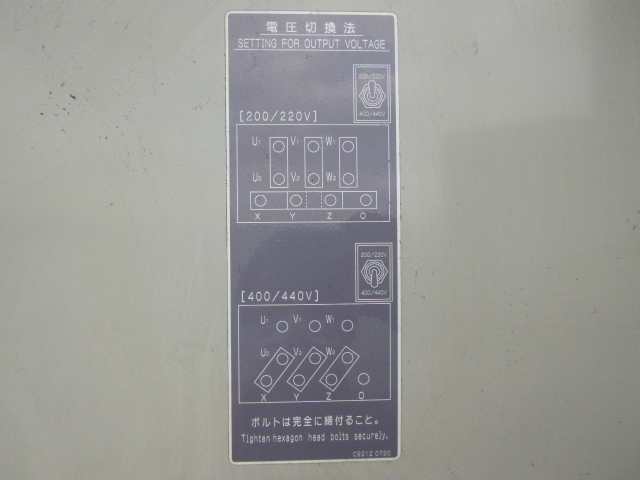 電圧切換法
SETTING FOR OUTPUT VOLTAGE
200/220V
400/440V
[200/220V]
U1 V1 W1
U2 V2 W2
X Y Z O
200/220V
400/440V
[400/440V]
U1 V1 W1
U2 V2 W2
X Y Z O
ボルトは完全に締付ること。
Tighten hexagon head bolts securely.
C9312 0720